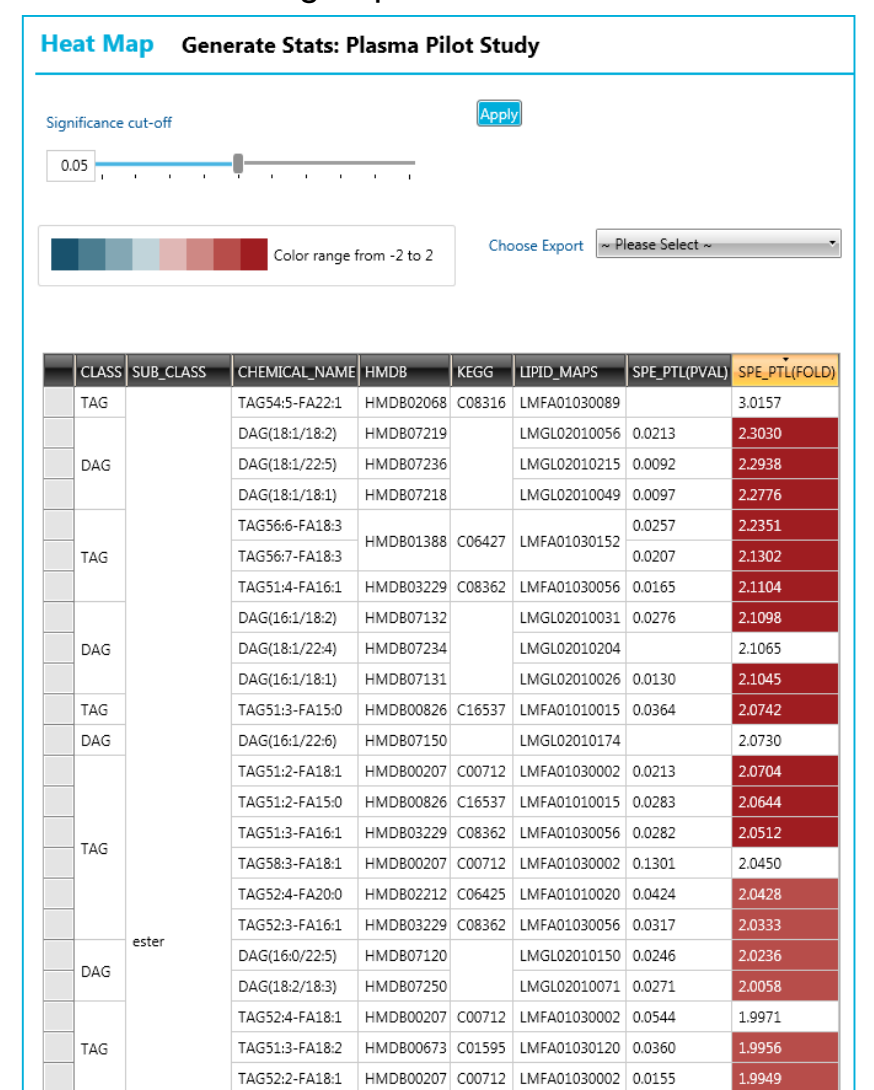 Heat Map Generate Stats: Plasma Pilot Study
Significance cut-off
Apply
0.05
Color range from -2 to 2
Choose Export ~ Please Select ~
CLASS SUB_CLASS CHEMICAL_NAME HMDB KEGG LIPID_MAPS SPE_PTL(PVAL) SPE_PTL(FOLD)
TAG TAG54:5-FA22:1 HMDB02068 C08316 LMFA01030089 3.0157
DAG(18:1/18:2) HMDB07219 LMGL02010056 0.0213 2.3030
DAG DAG(18:1/22:5) HMDB07236 LMGL02010215 0.0092 2.2938
DAG(18:1/18:1) HMDB07218 LMGL02010049 0.0097 2.2776
TAG56:6-FA18:3 0.0257 2.2351
HMDB01388 C06427 LMFA01030152
TAG TAG56:7-FA18:3 0.0207 2.1302
TAG51:4-FA16:1 HMDB03229 C08362 LMFA01030056 0.0165 2.1104
DAG(16:1/18:2) HMDB07132 LMGL02010031 0.0276 2.1098
DAG DAG(18:1/22:4) HMDB07234 LMGL02010204 2.1065
DAG(16:1/18:1) HMDB07131 LMGL02010026 0.0130 2.1045
TAG TAG51:3-FA15:0 HMDB00826 C16537 LMFA01010015 0.0364 2.0742
DAG DAG(16:1/22:6) HMDB07150 LMGL02010174 2.0730
TAG51:2-FA18:1 HMDB00207 C00712 LMFA01030002 0.0213 2.0704
TAG51:2-FA15:0 HMDB00826 C16537 LMFA01010015 0.0283 2.0644
TAG51:3-FA16:1 HMDB03229 C08362 LMFA01030056 0.0282 2.0512
TAG
TAG58:3-FA18:1 HMDB00207 C00712 LMFA01030002 0.1301 2.0450
TAG52:4-FA20:0 HMDB02212 C06425 LMFA01010020 0.0424 2.0428
TAG52:3-FA16:1 HMDB03229 C08362 LMFA01030056 0.0317 2.0333
ester
DAG(16:0/22:5) HMDB07120 LMGL02010150 0.0246 2.0236
DAG
DAG(18:2/18:3) HMDB07250 LMGL02010071 0.0271 2.0058
TAG52:4-FA18:1 HMDB00207 C00712 LMFA01030002 0.0544 1.9971
TAG TAG51:3-FA18:2 HMDB00673 C01595 LMFA01030120 0.0360 1.9956
TAG52:2-FA18:1 HMDB00207 C00712 LMFA01030002 0.0155 1.9949